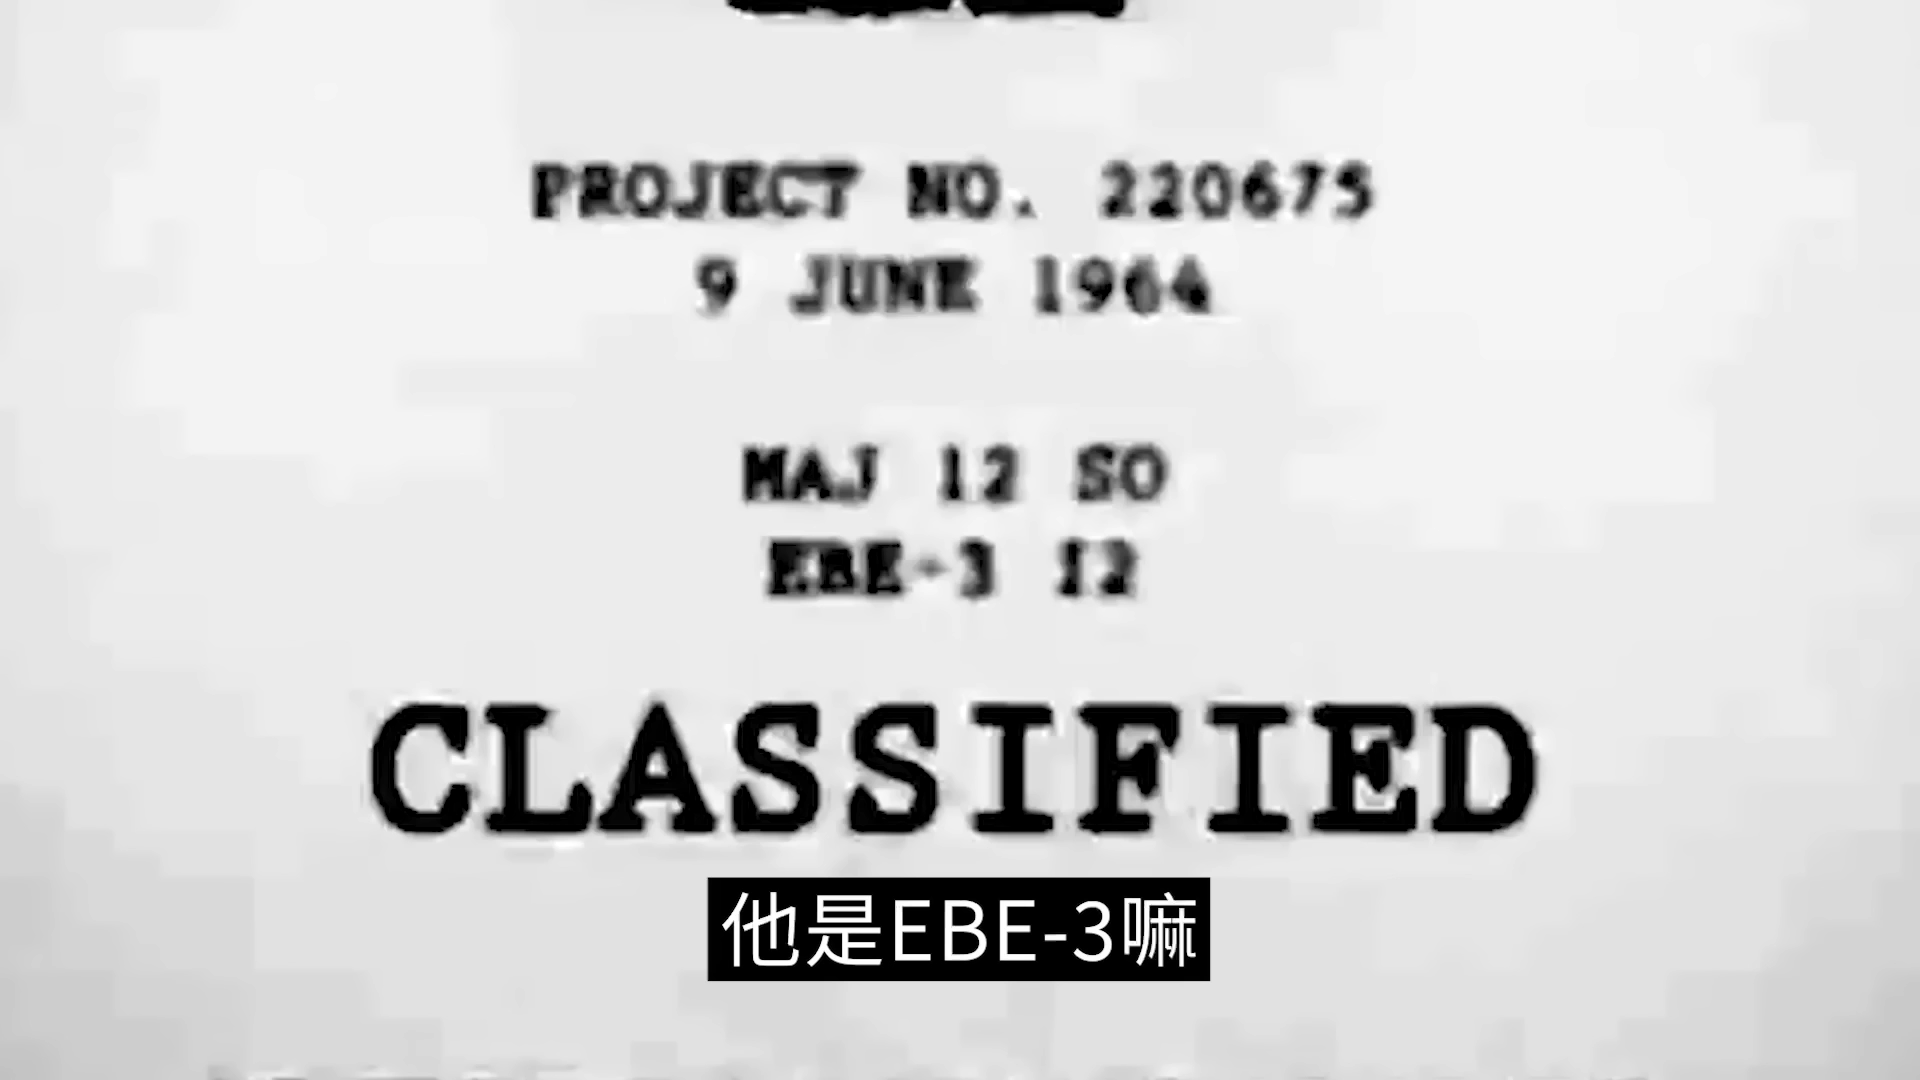 PROJECT NO. 220675
9 JUNE 1964
MAJ 12 SO
EBE-3 12
CLASSIFIED
他是EBE-3嘛